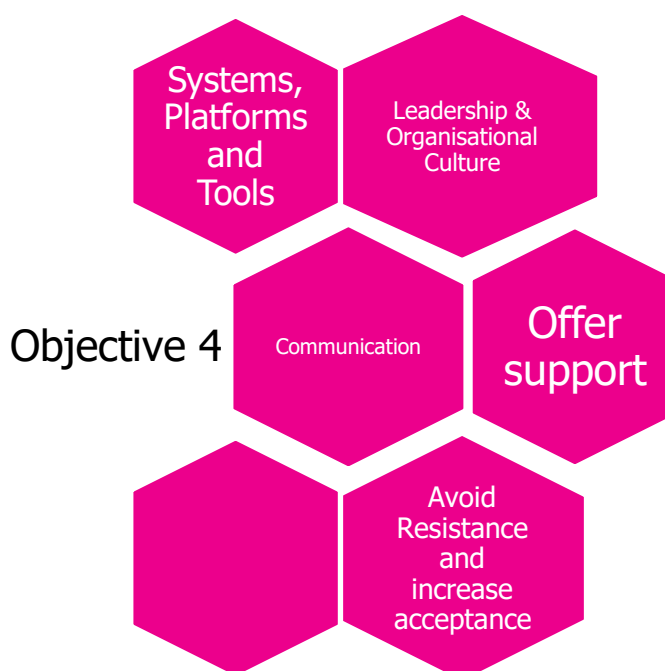 Systems,
Platforms
and
Tools
Leadership &
Organisational
Culture
Objective 4
Communication
Offer
support
Avoid
Resistance
and
increase
acceptance